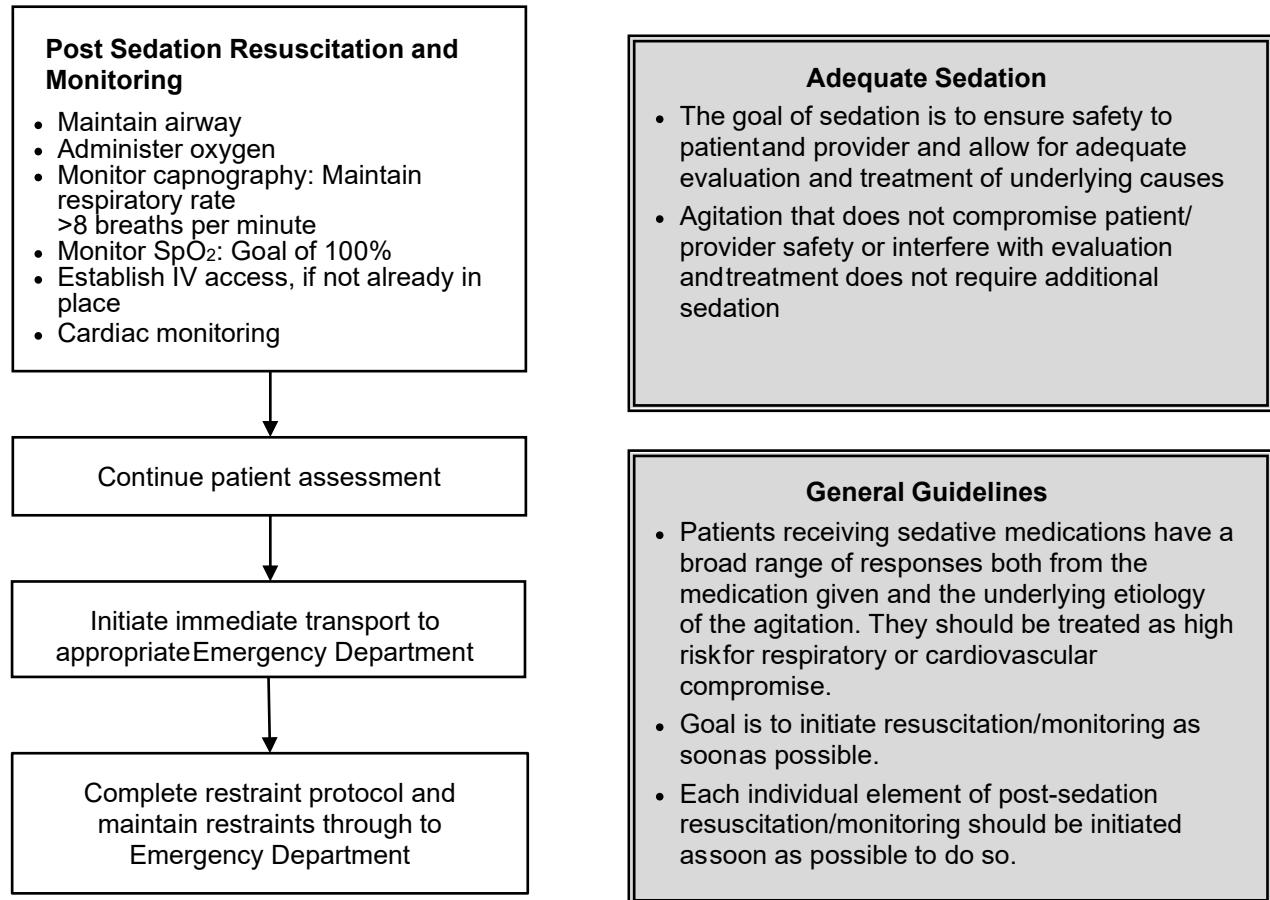 Post Sedation Resuscitation and
Monitoring
• Maintain airway
• Administer oxygen
• Monitor capnography: Maintain
respiratory rate
>8 breaths per minute
• Monitor SpO₂: Goal of 100%
• Establish IV access, if not already in
place
• Cardiac monitoring
Continue patient assessment
Initiate immediate transport to
appropriateEmergency Department
Complete restraint protocol and
maintain restraints through to
Emergency Department
Adequate Sedation
• The goal of sedation is to ensure safety to
patientand provider and allow for adequate
evaluation and treatment of underlying causes
• Agitation that does not compromise patient/
provider safety or interfere with evaluation
andtreatment does not require additional
sedation
General Guidelines
• Patients receiving sedative medications have a
broad range of responses both from the
medication given and the underlying etiology
of the agitation. They should be treated as high
riskfor respiratory or cardiovascular
compromise.
• Goal is to initiate resuscitation/monitoring as
soonas possible.
• Each individual element of post-sedation
resuscitation/monitoring should be initiated
assoon as possible to do so.